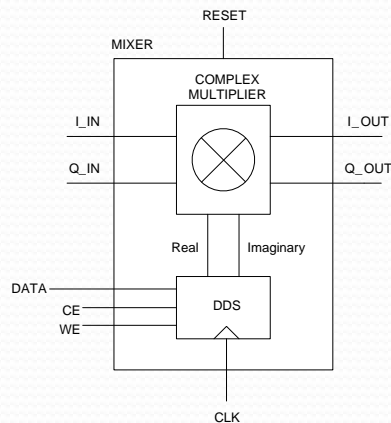 RESET
MIXER
COMPLEX
MULTIPLIER
I_IN
I_OUT
Q_IN
Q_OUT
Real
Imaginary
DATA
DDS
CE
WE
CLK